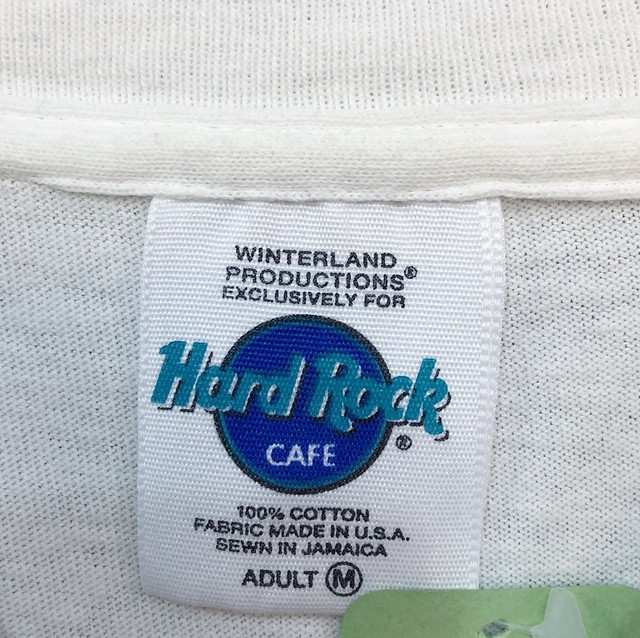 WINTERLAND
PRODUCTIONS®
EXCLUSIVELY FOR
Hard Rock
CAFE ®
100% COTTON
FABRIC MADE IN U.S.A.
SEWN IN JAMAICA
ADULT M